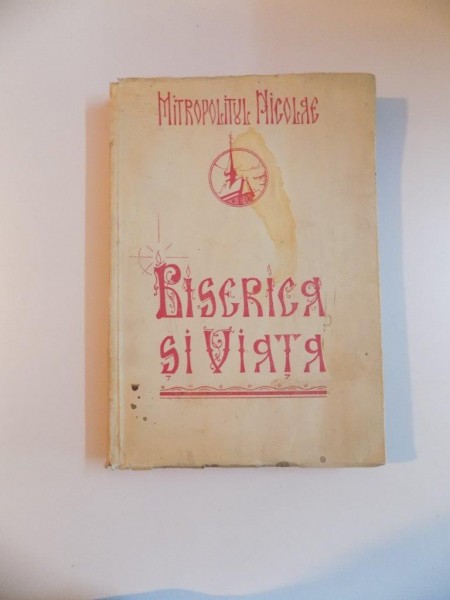 Mitropolitul Nicolae
Biserica
și Viața